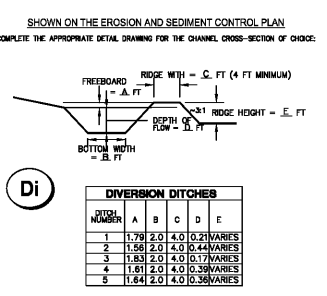 SHOWN ON THE EROSION AND SEDIMENT CONTROL PLAN
COMPLETE THE APPROPRIATE DETAIL DRAWING FOR THE CHANNEL CROSS-SECTION OF CHOICE:
RIDGE WITH = C FT (4 FT MINIMUM)
FREEBOARD
= A FT
~3:1
RIDGE HEIGHT = E FT
DEPTH OF
FLOW = D FT
BOTTOM WIDTH
= B FT
Di
DIVERSION DITCHES
DITCH NUMBER A B C D E
1 1.79 2.0 4.0 0.21 VARIES
2 1.56 2.0 4.0 0.44 VARIES
3 1.83 2.0 4.0 0.17 VARIES
4 1.61 2.0 4.0 0.39 VARIES
5 1.64 2.0 4.0 0.36 VARIES